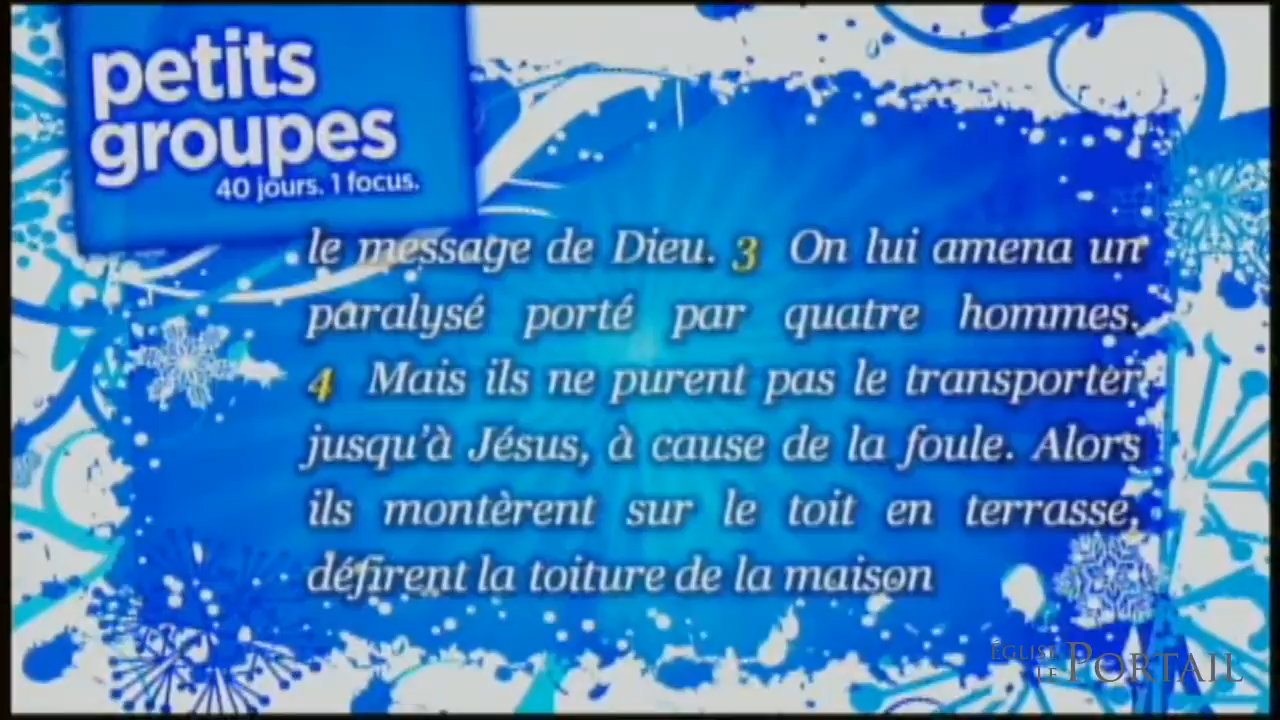 petits
groupes
40 jours. 1 focus.
le message de Dieu. 3 On lui amena un
paralysé porté par quatre hommes.
4 Mais ils ne purent pas le transporter
jusqu'à Jésus, à cause de la foule. Alors
ils montèrent sur le toit en terrasse,
défirent la toiture de la maison
ÉGLISE
LE PORTAIL